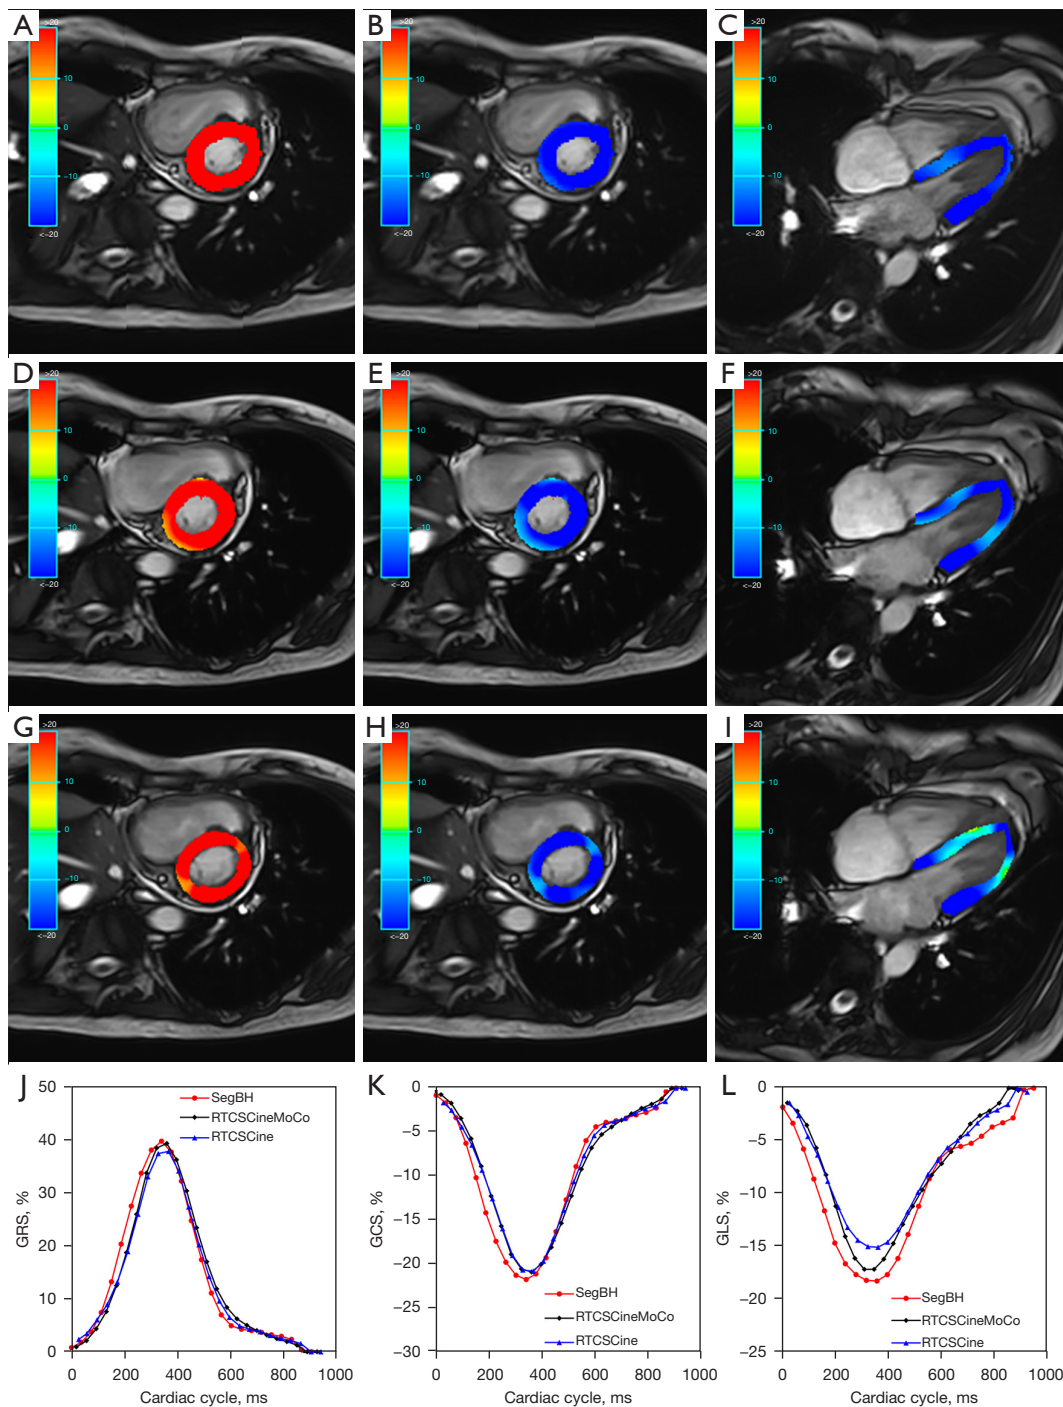 A
>20
10
0
−10
<−20
B
>20
10
0
−10
<−20
C
>20
10
0
−10
<−20
D
>20
10
0
−10
<−20
E
>20
10
0
−10
<−20
F
>20
10
0
−10
<−20
G
>20
10
0
−10
<−20
H
>20
10
0
−10
<−20
I
>20
10
0
−10
<−20
J
50
40
30
20
10
0
GRS, %
SegBH
RTCSCineMoCo
RTCSCine
0 200 400 600 800 1000
Cardiac cycle, ms
K
0
−5
−10
−15
−20
−25
−30
GCS, %
SegBH
RTCSCineMoCo
RTCSCine
0 200 400 600 800 1000
Cardiac cycle, ms
L
0
−5
−10
−15
−20
−25
GLS, %
SegBH
RTCSCineMoCo
RTCSCine
0 200 400 600 800 1000
Cardiac cycle, ms